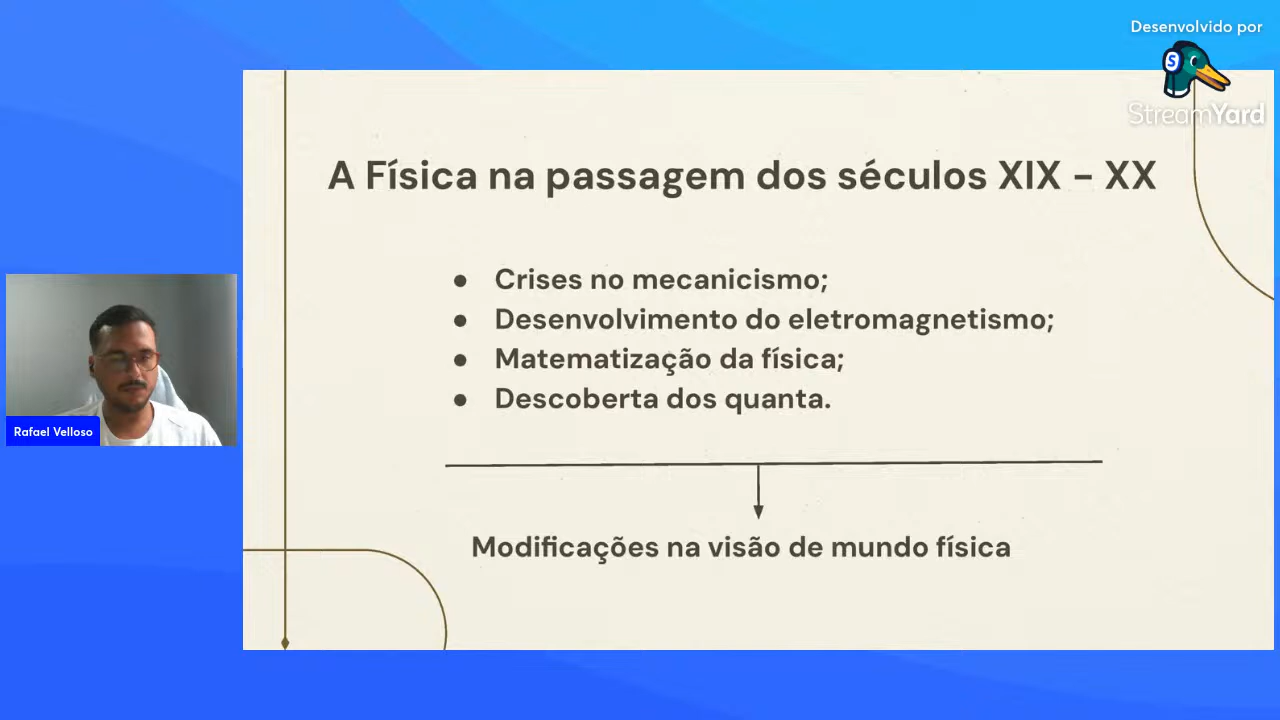 Desenvolvido por
StreamYard
A Física na passagem dos séculos XIX - XX
● Crises no mecanicismo;
● Desenvolvimento do eletromagnetismo;
● Matematização da física;
● Descoberta dos quanta.
Modificações na visão de mundo física
Rafael Velloso